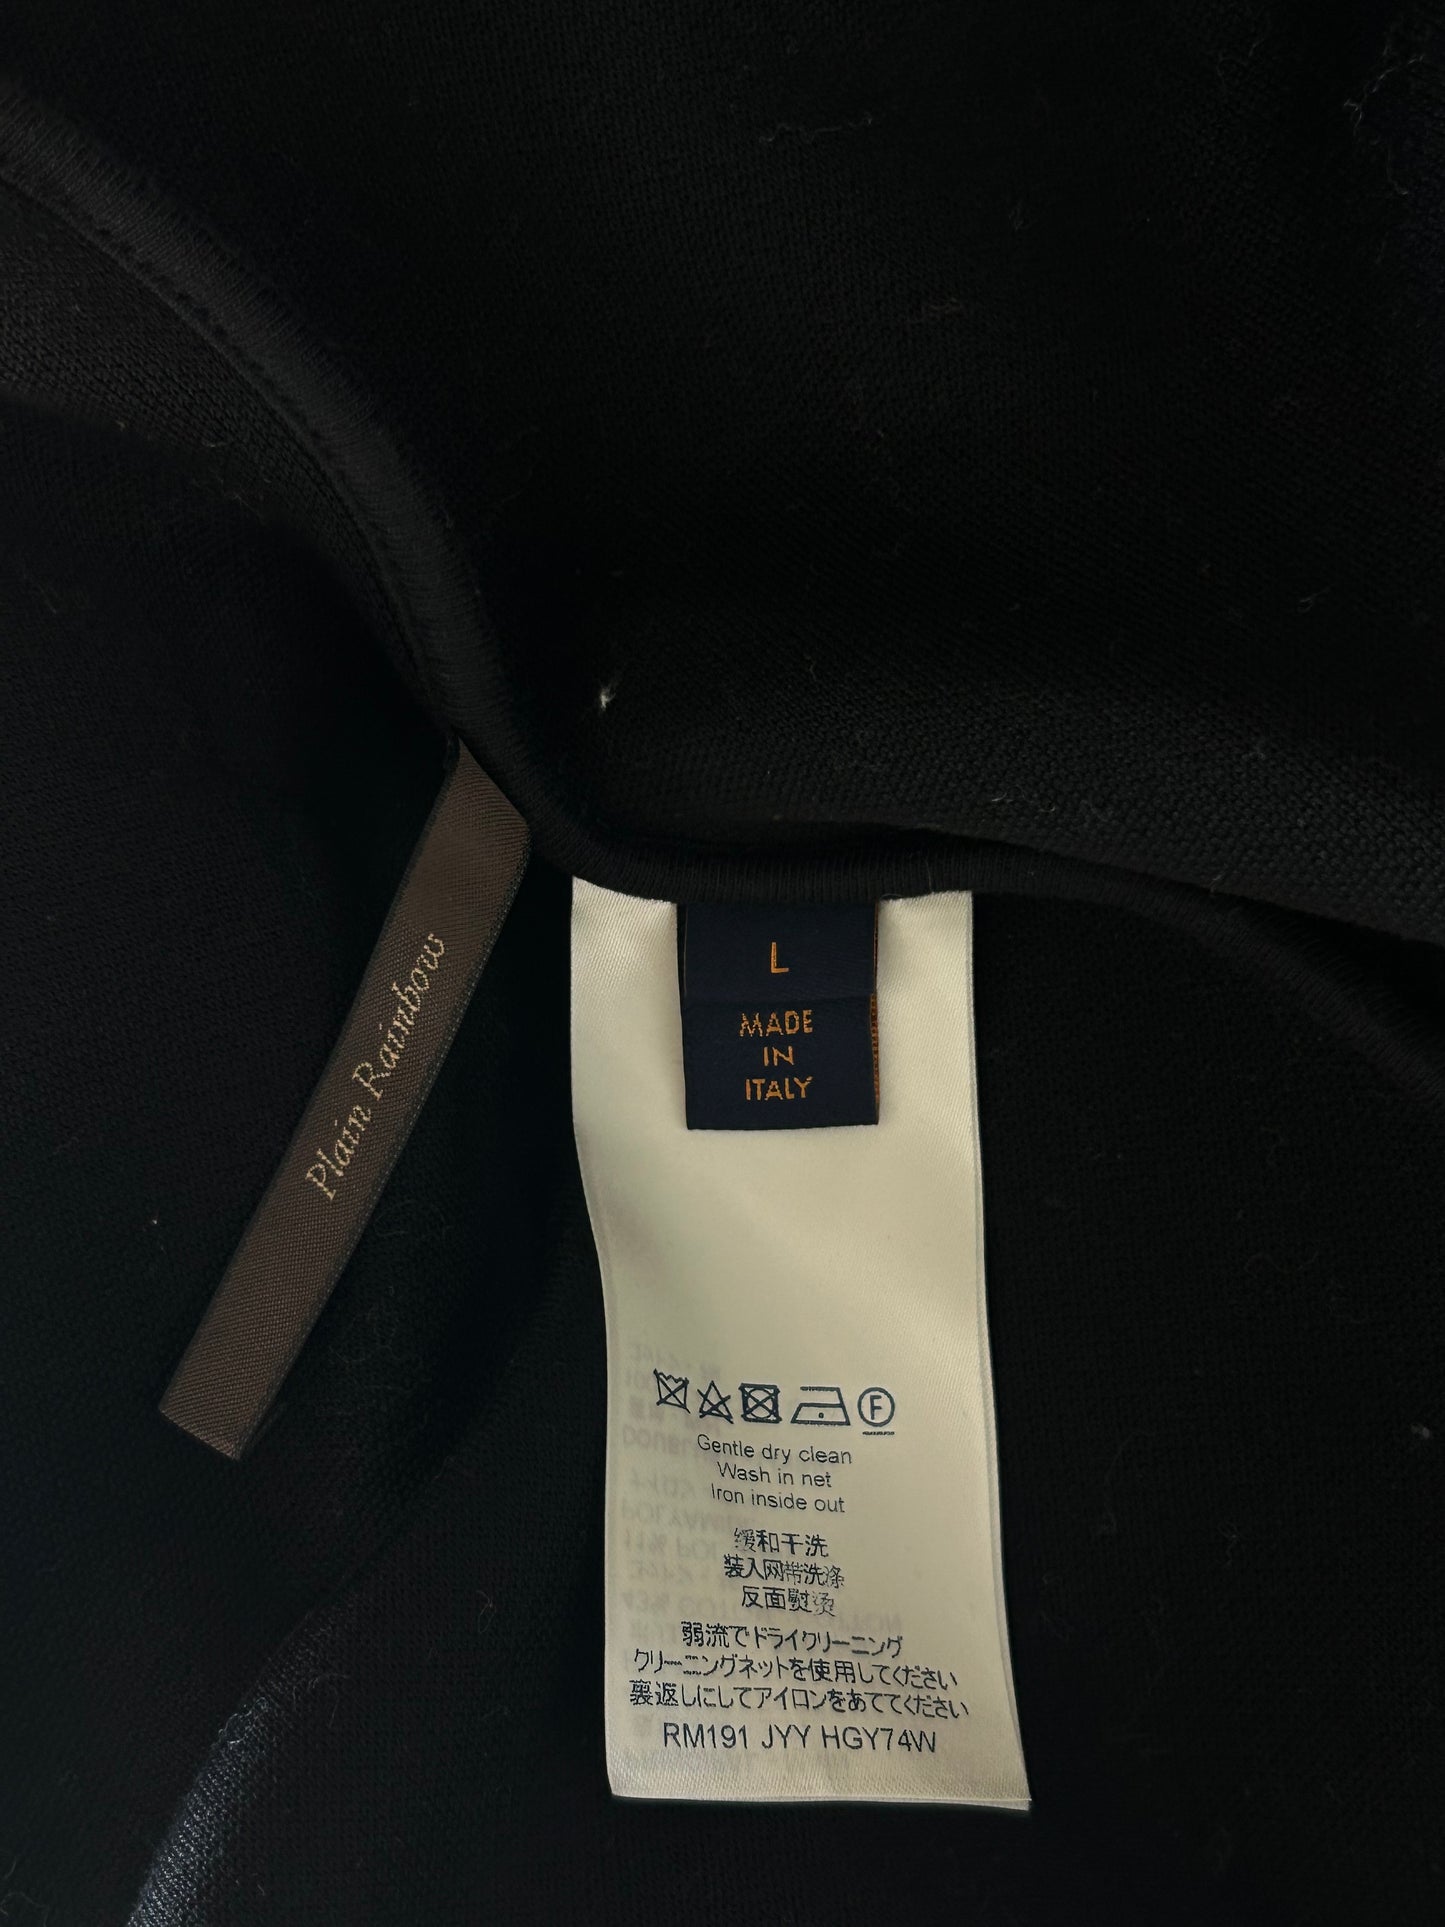 Plain Rainbow
L
MADE
IN
ITALY
F
Gentle dry clean
Wash in net
Iron inside out
缓和干洗
装入网带洗涤
反面熨烫
弱流でドライクリーニング
クリーニングネットを使用してください
裏返しにしてアイロンをあててください
RM191 JYY HGY74W